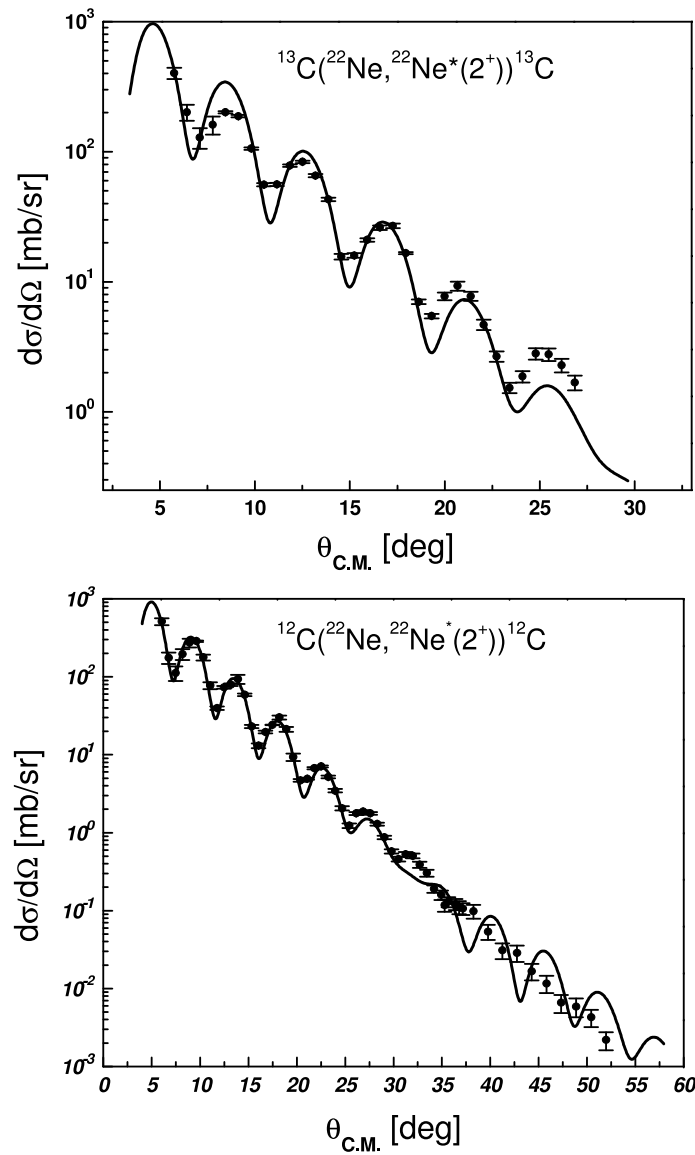 10³
¹³C(²²Ne,²²Ne*(2⁺))¹³C
10²
10¹
10⁰
dσ/dΩ [mb/sr]
5 10 15 20 25 30
θC.M. [deg]
10³
¹²C(²²Ne,²²Ne*(2⁺))¹²C
10²
10¹
10⁰
10⁻¹
10⁻²
10⁻³
dσ/dΩ [mb/sr]
0 5 10 15 20 25 30 35 40 45 50 55 60
θC.M. [deg]